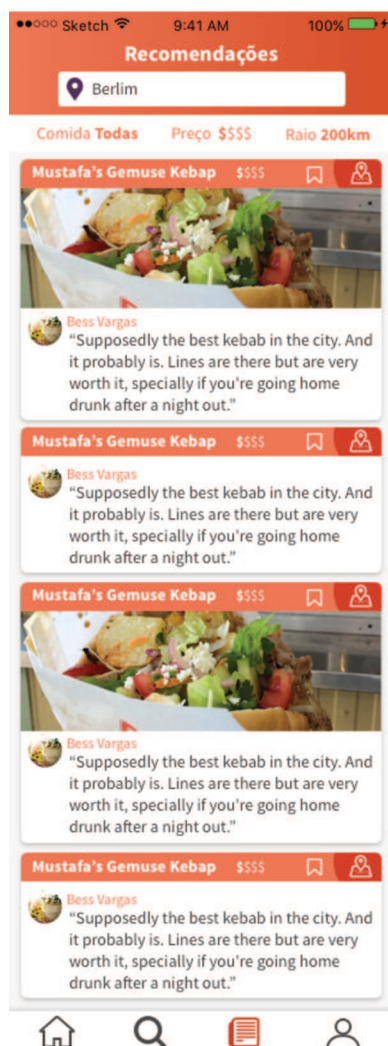 Sketch 9:41 AM 100%
Recomendações
Berlim
Comida Todas Preço $$$$ Raio 200km
Mustafa's Gemuse Kebap $$$$
Bess Vargas
“Supposedly the best kebab in the city. And
it probably is. Lines are there but are very
worth it, specially if you're going home
drunk after a night out.”
Mustafa's Gemuse Kebap $$$$
Bess Vargas
“Supposedly the best kebab in the city. And
it probably is. Lines are there but are very
worth it, specially if you're going home
drunk after a night out.”
Mustafa's Gemuse Kebap $$$$
Bess Vargas
“Supposedly the best kebab in the city. And
it probably is. Lines are there but are very
worth it, specially if you're going home
drunk after a night out.”
Mustafa's Gemuse Kebap $$$$
Bess Vargas
“Supposedly the best kebab in the city. And
it probably is. Lines are there but are very
worth it, specially if you're going home
drunk after a night out.”